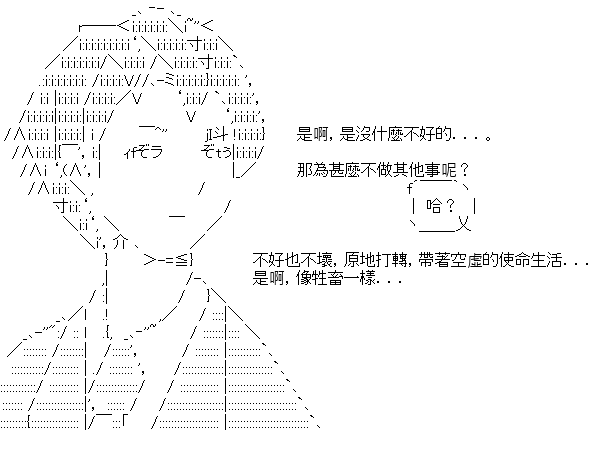 是啊，是沒什麼不好的．．．。
那為甚麼不做其他事呢？
哈？
不好也不壞，原地打轉，帶著空虛的使命生活．．．
是啊，像牲畜一樣．．．